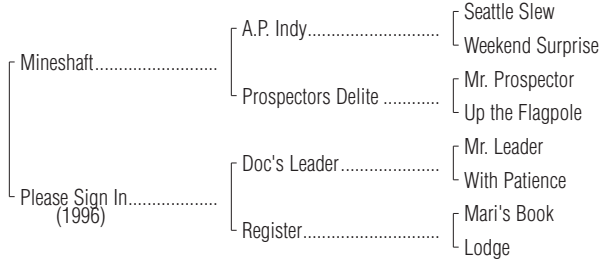 Seattle Slew
A.P. Indy............................
Weekend Surprise
Mineshaft..........................
Mr. Prospector
Prospectors Delite ............
Up the Flagpole
Mr. Leader
Doc's Leader.....................
With Patience
Please Sign In...................
(1996)
Mari's Book
Register.............................
Lodge